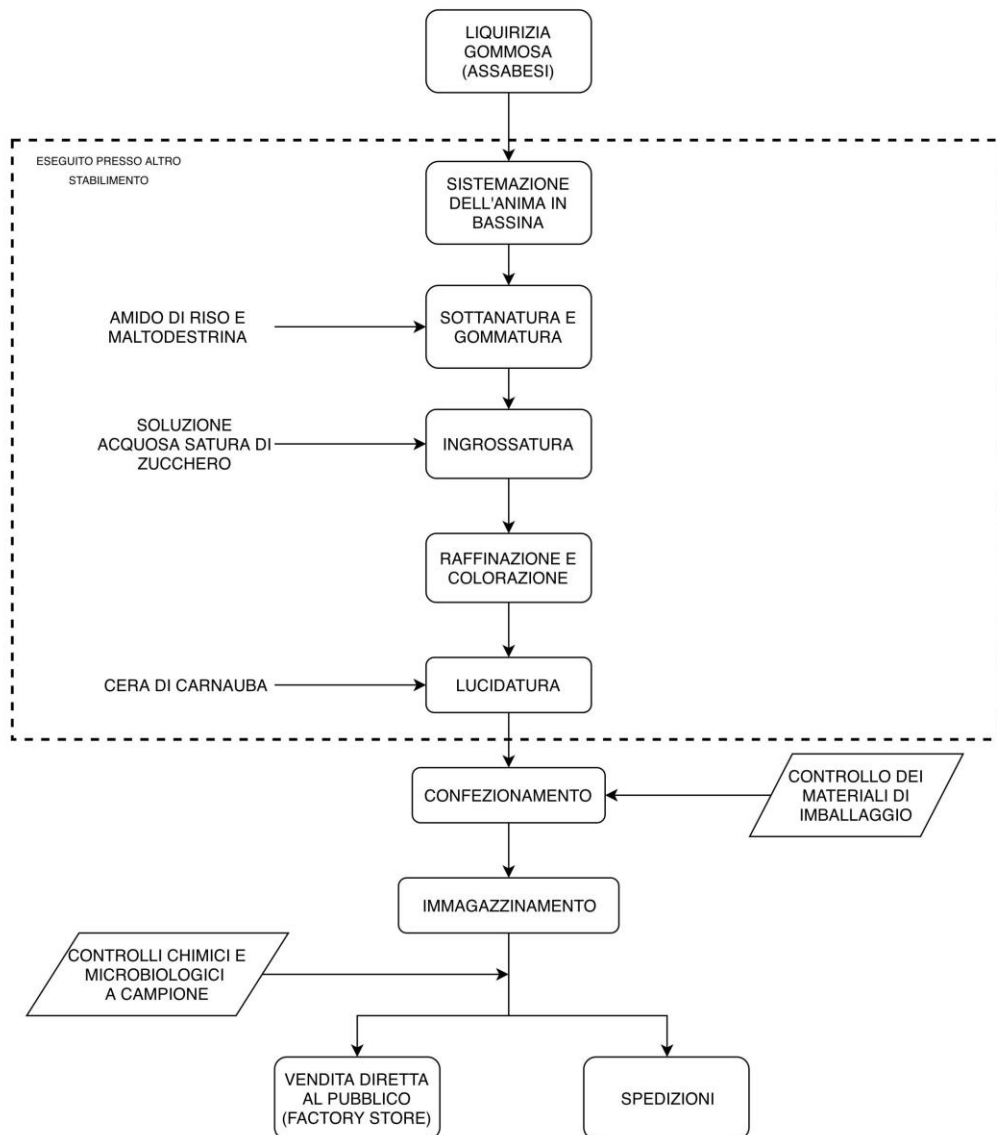 LIQUIRIZIA
GOMMOSA
(ASSABESI)
ESEGUITO PRESSO ALTRO
STABILIMENTO
SISTEMAZIONE
DELL'ANIMA IN
BASSINA
AMIDO DI RISO E
MALTODESTRINA
SOTTANATURA E
GOMMATURA
SOLUZIONE
ACQUOSA SATURA DI
ZUCCHERO
INGROSSATURA
RAFFINAZIONE E
COLORAZIONE
CERA DI CARNAUBA
LUCIDATURA
CONFEZIONAMENTO
CONTROLLO DEI
MATERIALI DI
IMBALLAGGIO
IMMAGAZZINAMENTO
CONTROLLI CHIMICI E
MICROBIOLOGICI
A CAMPIONE
VENDITA DIRETTA
AL PUBBLICO
(FACTORY STORE)
SPEDIZIONI